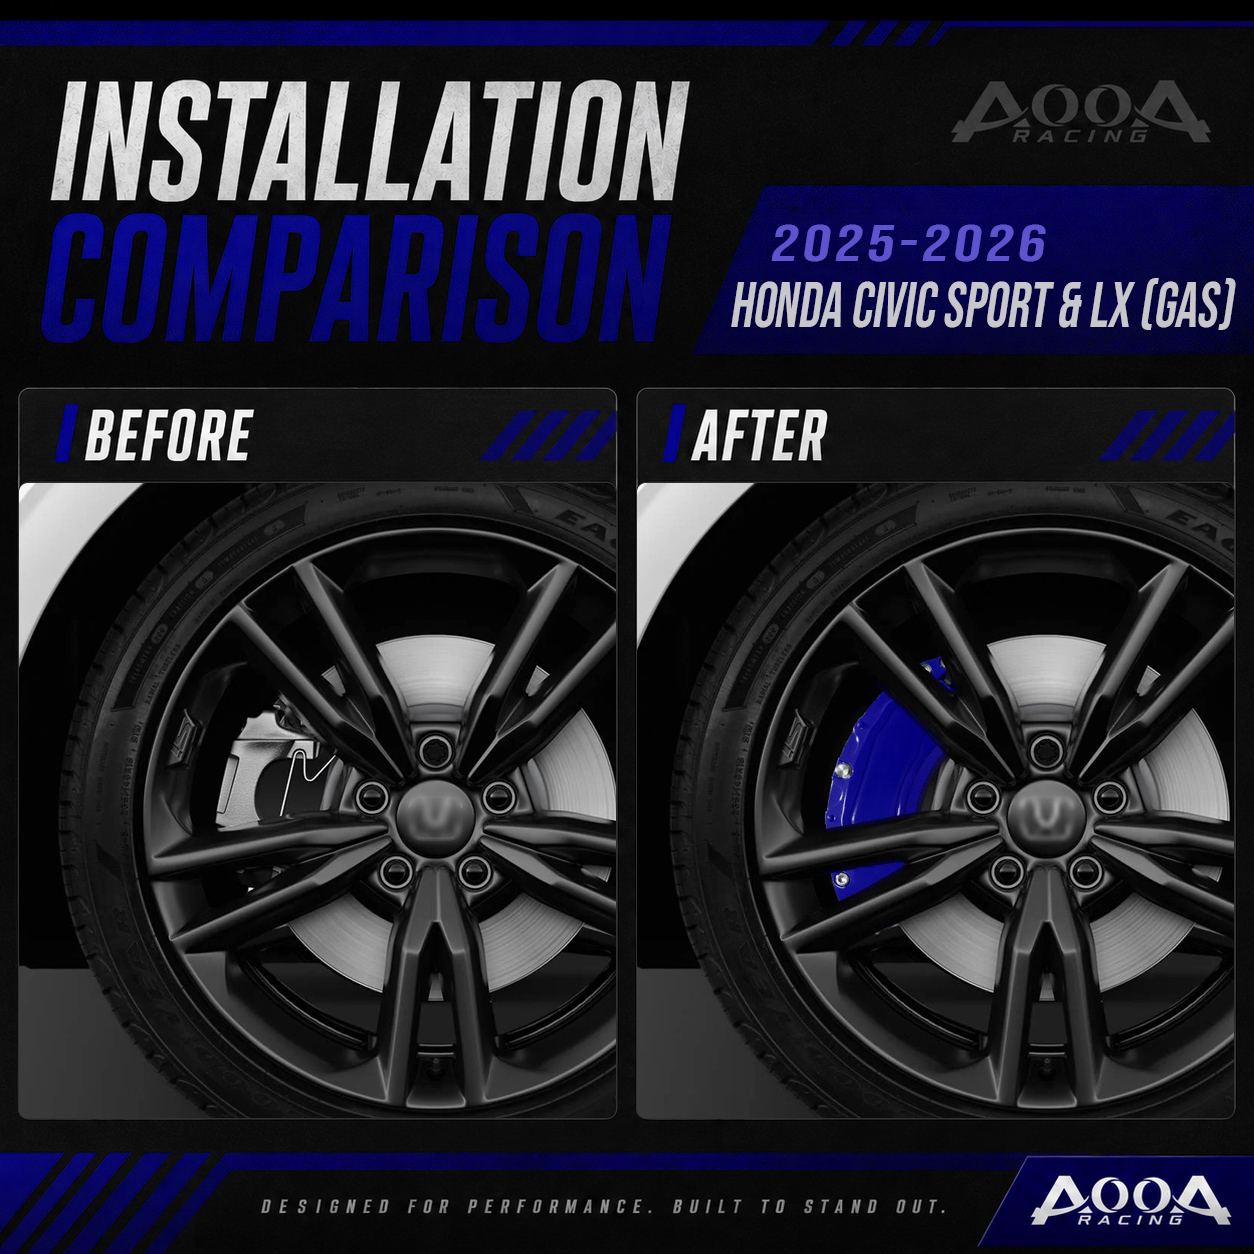 INSTALLATION
COMPARISON
AOOA
RACING
2025-2026
HONDA CIVIC SPORT & LX (GAS)
BEFORE
AFTER
DESIGNED FOR PERFORMANCE. BUILT TO STAND OUT.
AOOA
RACING